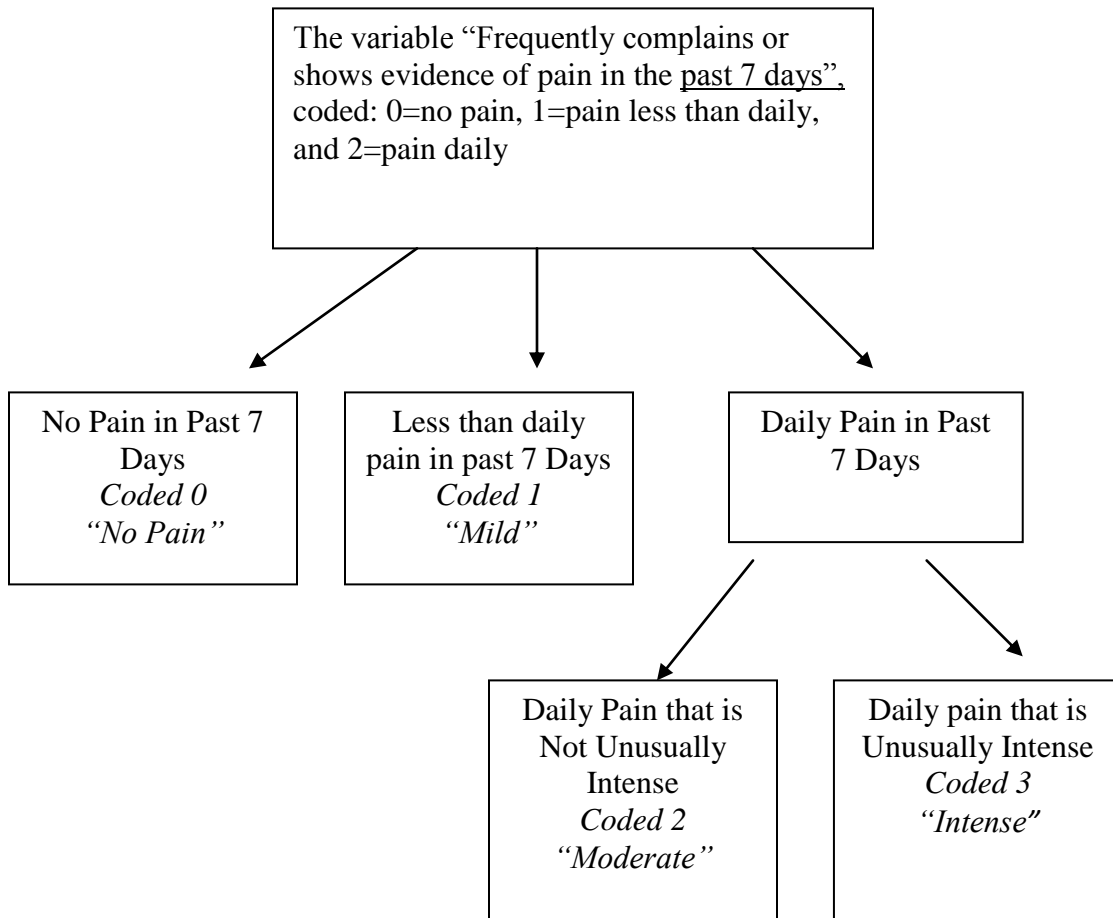 The variable “Frequently complains or
shows evidence of pain in the past 7 days”,
coded: 0=no pain, 1=pain less than daily,
and 2=pain daily
No Pain in Past 7
Days
Coded 0
“No Pain”
Less than daily
pain in past 7 Days
Coded 1
“Mild”
Daily Pain in Past
7 Days
Daily Pain that is
Not Unusually
Intense
Coded 2
“Moderate”
Daily pain that is
Unusually Intense
Coded 3
“Intense”